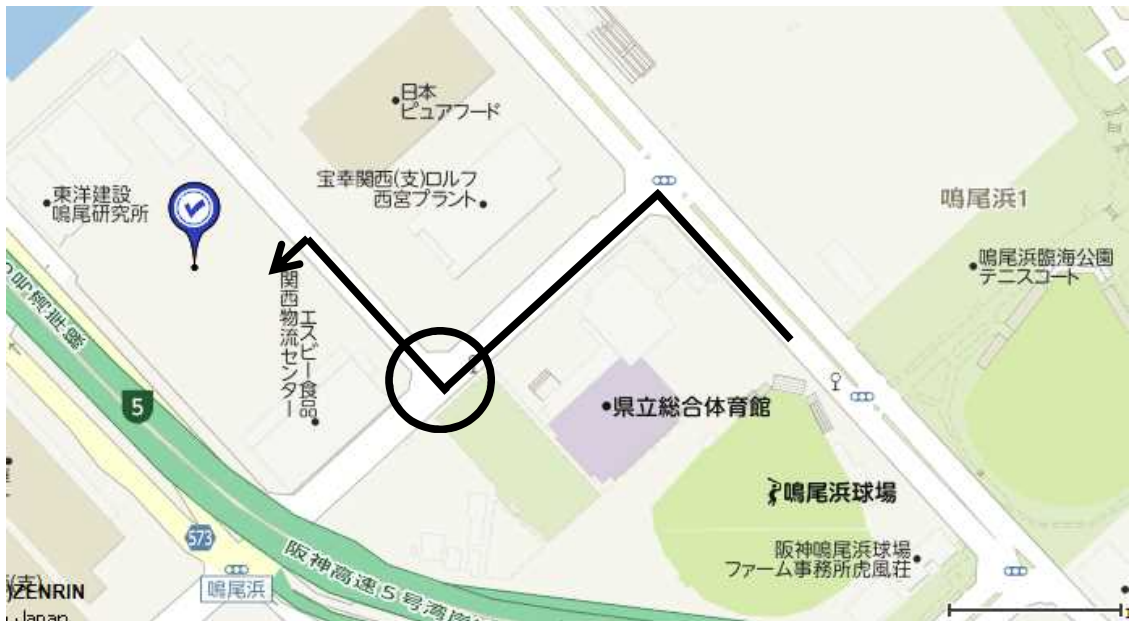 日本
ピュアフード
宝幸関西(支)ロルフ
西宮プラント
東洋建設
鳴尾研究所
鳴尾浜1
鳴尾浜臨海公園
テニスコート
エスビー食品
関西物流センター
5
県立総合体育館
鳴尾浜球場
573
阪神高速5号湾岸
阪神鳴尾浜球場
ファーム事務所虎風荘
鳴尾浜
ZENRIN
Japan